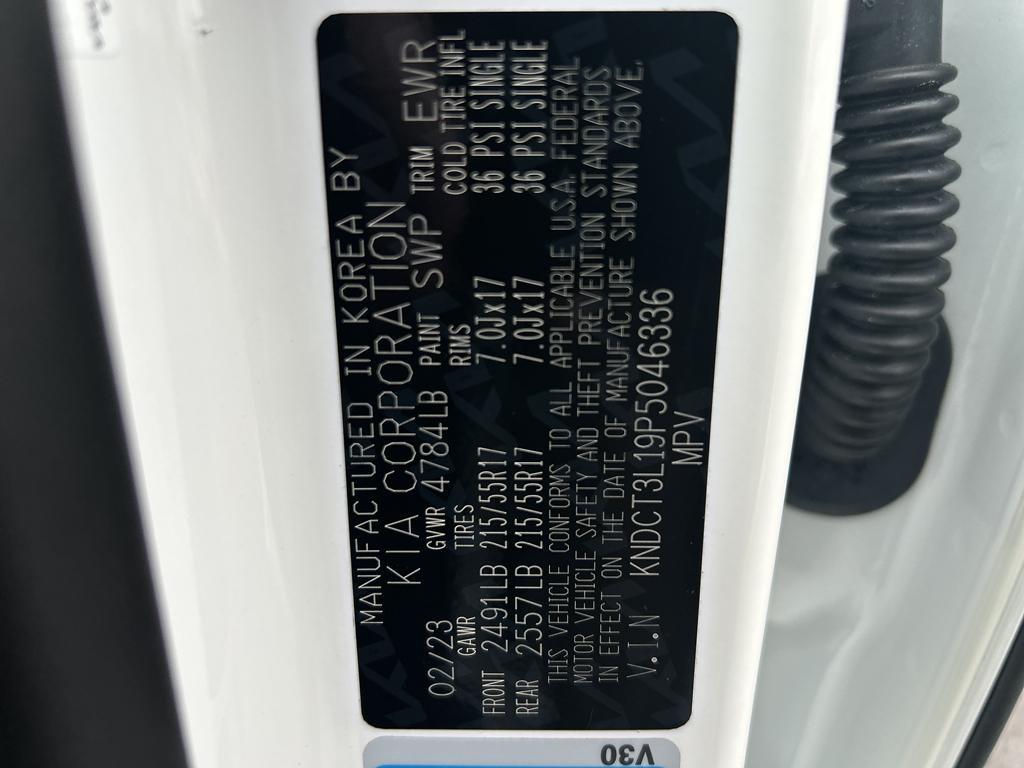 MANUFACTURED IN KOREA BY
KIA CORPORATION
02/23 GVWR 4784LB PAINT SWP TRIM EWR
GAWR TIRES RIMS COLD TIRE INFL
FRONT 2491LB 215/55R17 7.0Jx17 36 PSI SINGLE
REAR 2557LB 215/55R17 7.0Jx17 36 PSI SINGLE
THIS VEHICLE CONFORMS TO ALL APPLICABLE U.S.A. FEDERAL
MOTOR VEHICLE SAFETY AND THEFT PREVENTION STANDARDS
IN EFFECT ON THE DATE OF MANUFACTURE SHOWN ABOVE.
V.I.N KNDCT3L19P5046336
MPV
V30